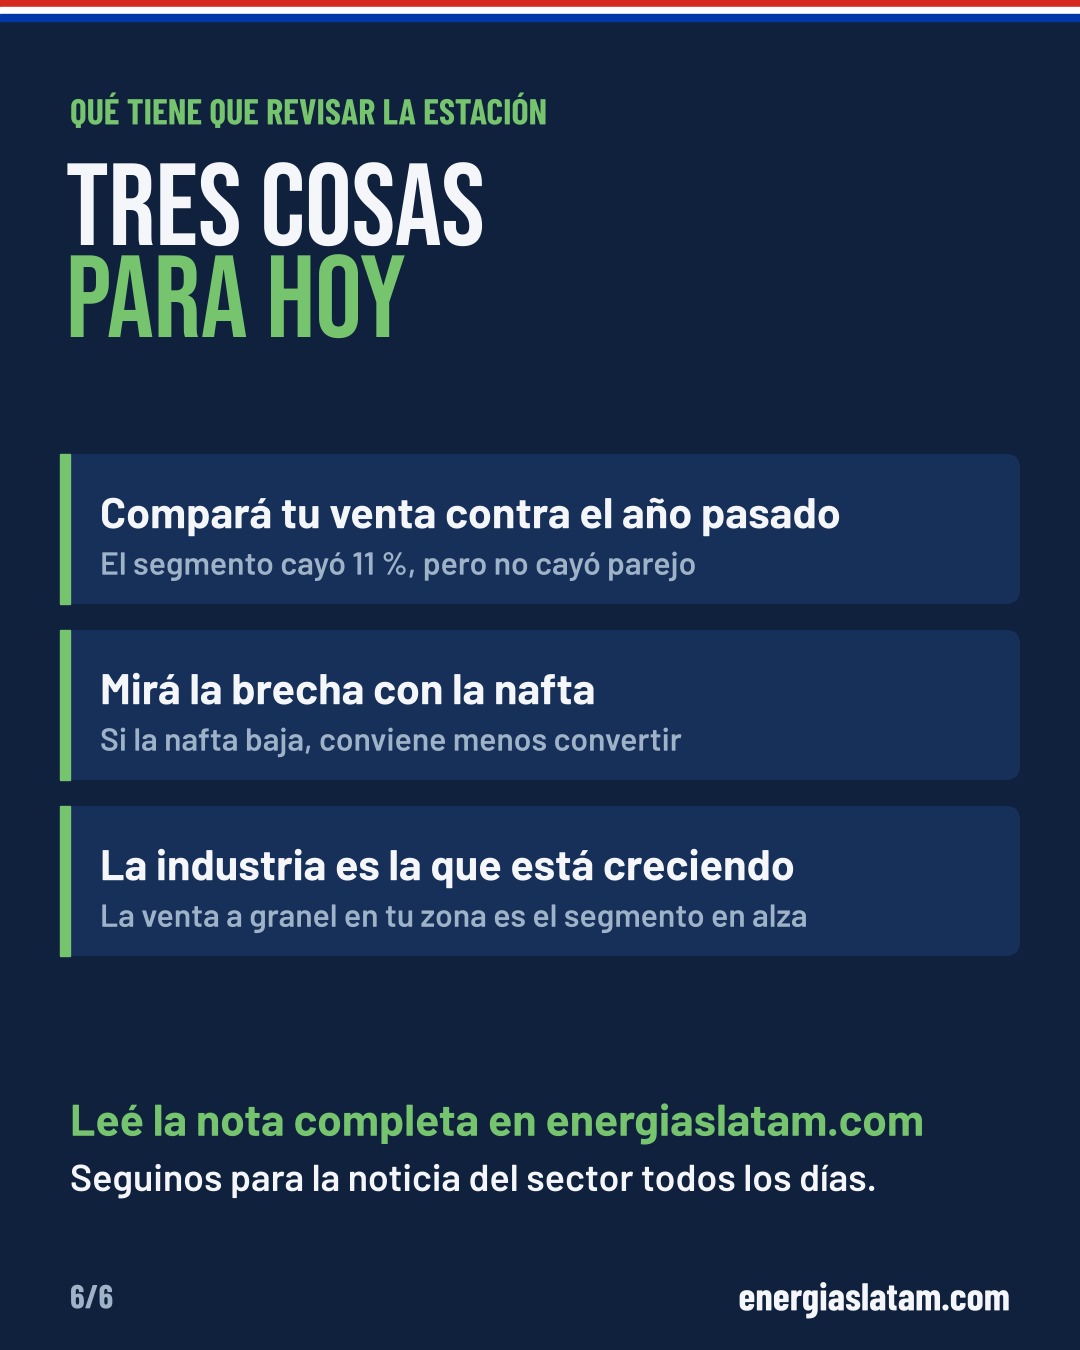 QUÉ TIENE QUE REVISAR LA ESTACIÓN
TRES COSAS
PARA HOY
Compará tu venta contra el año pasado
El segmento cayó 11 %, pero no cayó parejo
Mirá la brecha con la nafta
Si la nafta baja, conviene menos convertir
La industria es la que está creciendo
La venta a granel en tu zona es el segmento en alza
Leé la nota completa en energiaslatam.com
Seguinos para la noticia del sector todos los días.
6/6
energiaslatam.com